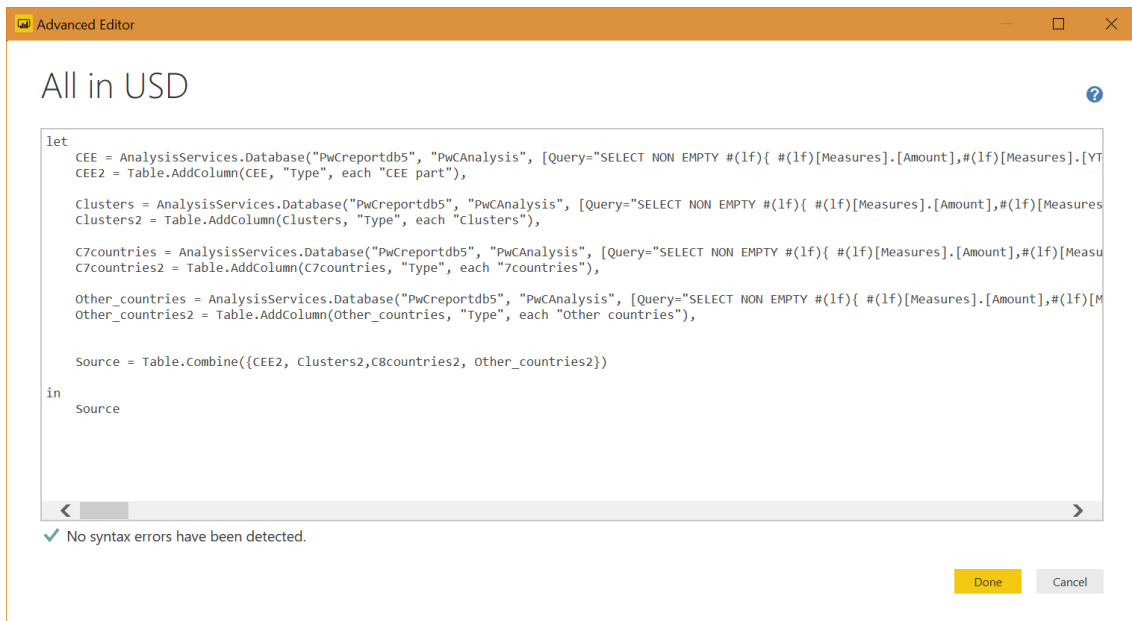 Advanced Editor
All in USD
let
    CEE = AnalysisServices.Database("PwCreportdb5", "PwCAnalysis", [Query="SELECT NON EMPTY #(lf){ #(lf)[Measures].[Amount],#(lf)[Measures].[YT
    CEE2 = Table.AddColumn(CEE, "Type", each "CEE part"),
    Clusters = AnalysisServices.Database("PwCreportdb5", "PwCAnalysis", [Query="SELECT NON EMPTY #(lf){ #(lf)[Measures].[Amount],#(lf)[Measures
    Clusters2 = Table.AddColumn(Clusters, "Type", each "Clusters"),
    C7countries = AnalysisServices.Database("PwCreportdb5", "PwCAnalysis", [Query="SELECT NON EMPTY #(lf){ #(lf)[Measures].[Amount],#(lf)[Measu
    C7countries2 = Table.AddColumn(C7countries, "Type", each "7countries"),
    Other_countries = AnalysisServices.Database("PwCreportdb5", "PwCAnalysis", [Query="SELECT NON EMPTY #(lf){ #(lf)[Measures].[Amount],#(lf)[M
    Other_countries2 = Table.AddColumn(Other_countries, "Type", each "Other countries"),
    Source = Table.Combine({CEE2, Clusters2,C8countries2, Other_countries2})
in
    Source
No syntax errors have been detected.
Done Cancel